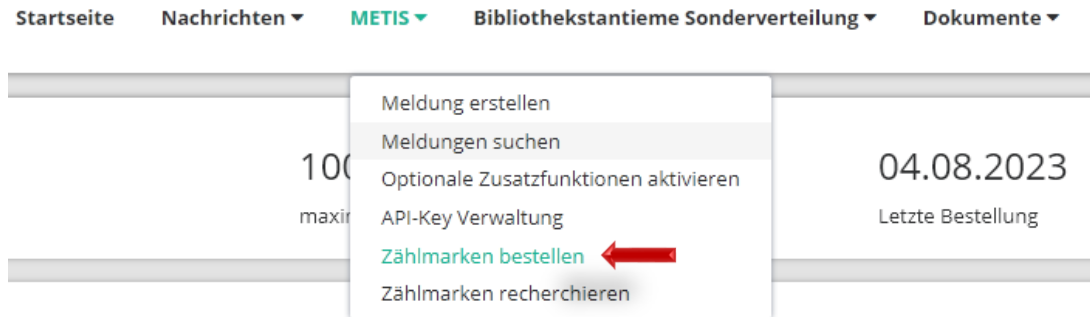 Startseite Nachrichten ▾ METIS ▾ Bibliothekstantieme Sonderverteilung ▾ Dokumente ▾
Meldung erstellen
Meldungen suchen
Optionale Zusatzfunktionen aktivieren
API-Key Verwaltung
Zählmarken bestellen
Zählmarken recherchieren
04.08.2023
Letzte Bestellung